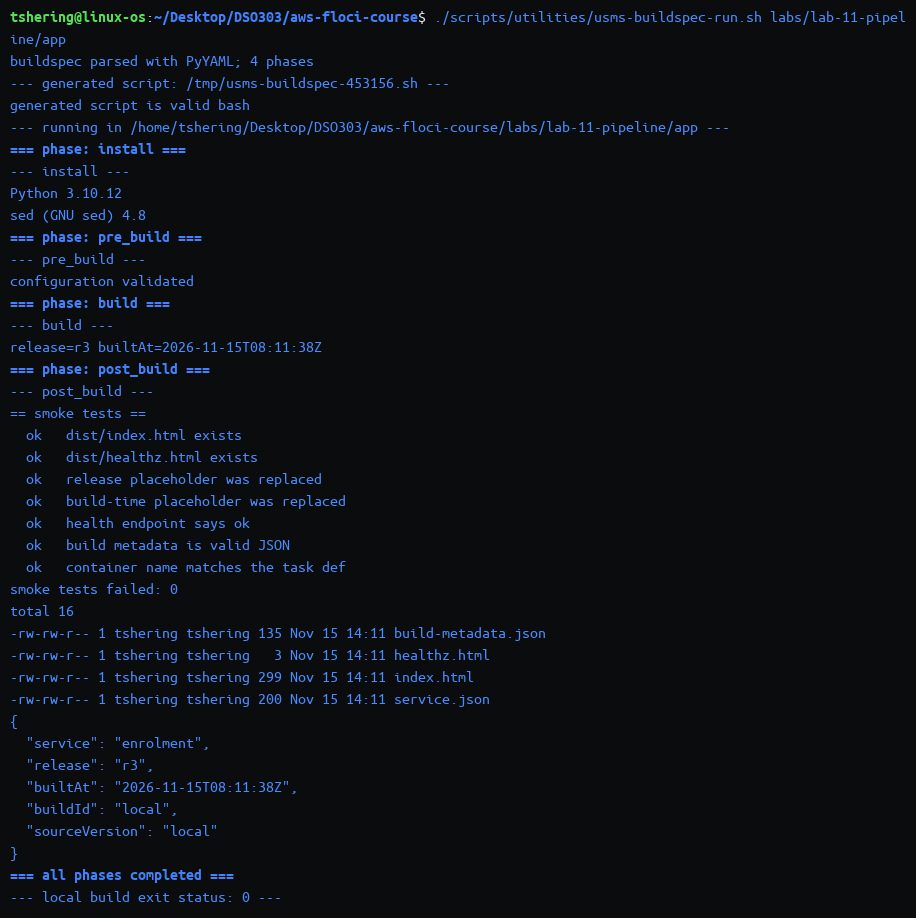 tshering@linux-os:~/Desktop/DSO303/aws-floci-course$ ./scripts/utilities/usms-buildspec-run.sh labs/lab-11-pipel
ine/app
buildspec parsed with PyYAML; 4 phases
--- generated script: /tmp/usms-buildspec-453156.sh ---
generated script is valid bash
--- running in /home/tshering/Desktop/DSO303/aws-floci-course/labs/lab-11-pipeline/app ---
=== phase: install ===
--- install ---
Python 3.10.12
sed (GNU sed) 4.8
=== phase: pre_build ===
--- pre_build ---
configuration validated
=== phase: build ===
--- build ---
release=r3 builtAt=2026-11-15T08:11:38Z
=== phase: post_build ===
--- post_build ---
== smoke tests ==
  ok   dist/index.html exists
  ok   dist/healthz.html exists
  ok   release placeholder was replaced
  ok   build-time placeholder was replaced
  ok   health endpoint says ok
  ok   build metadata is valid JSON
  ok   container name matches the task def
smoke tests failed: 0
total 16
-rw-rw-r-- 1 tshering tshering 135 Nov 15 14:11 build-metadata.json
-rw-rw-r-- 1 tshering tshering   3 Nov 15 14:11 healthz.html
-rw-rw-r-- 1 tshering tshering 299 Nov 15 14:11 index.html
-rw-rw-r-- 1 tshering tshering 200 Nov 15 14:11 service.json
{
  "service": "enrolment",
  "release": "r3",
  "builtAt": "2026-11-15T08:11:38Z",
  "buildId": "local",
  "sourceVersion": "local"
}
=== all phases completed ===
--- local build exit status: 0 ---